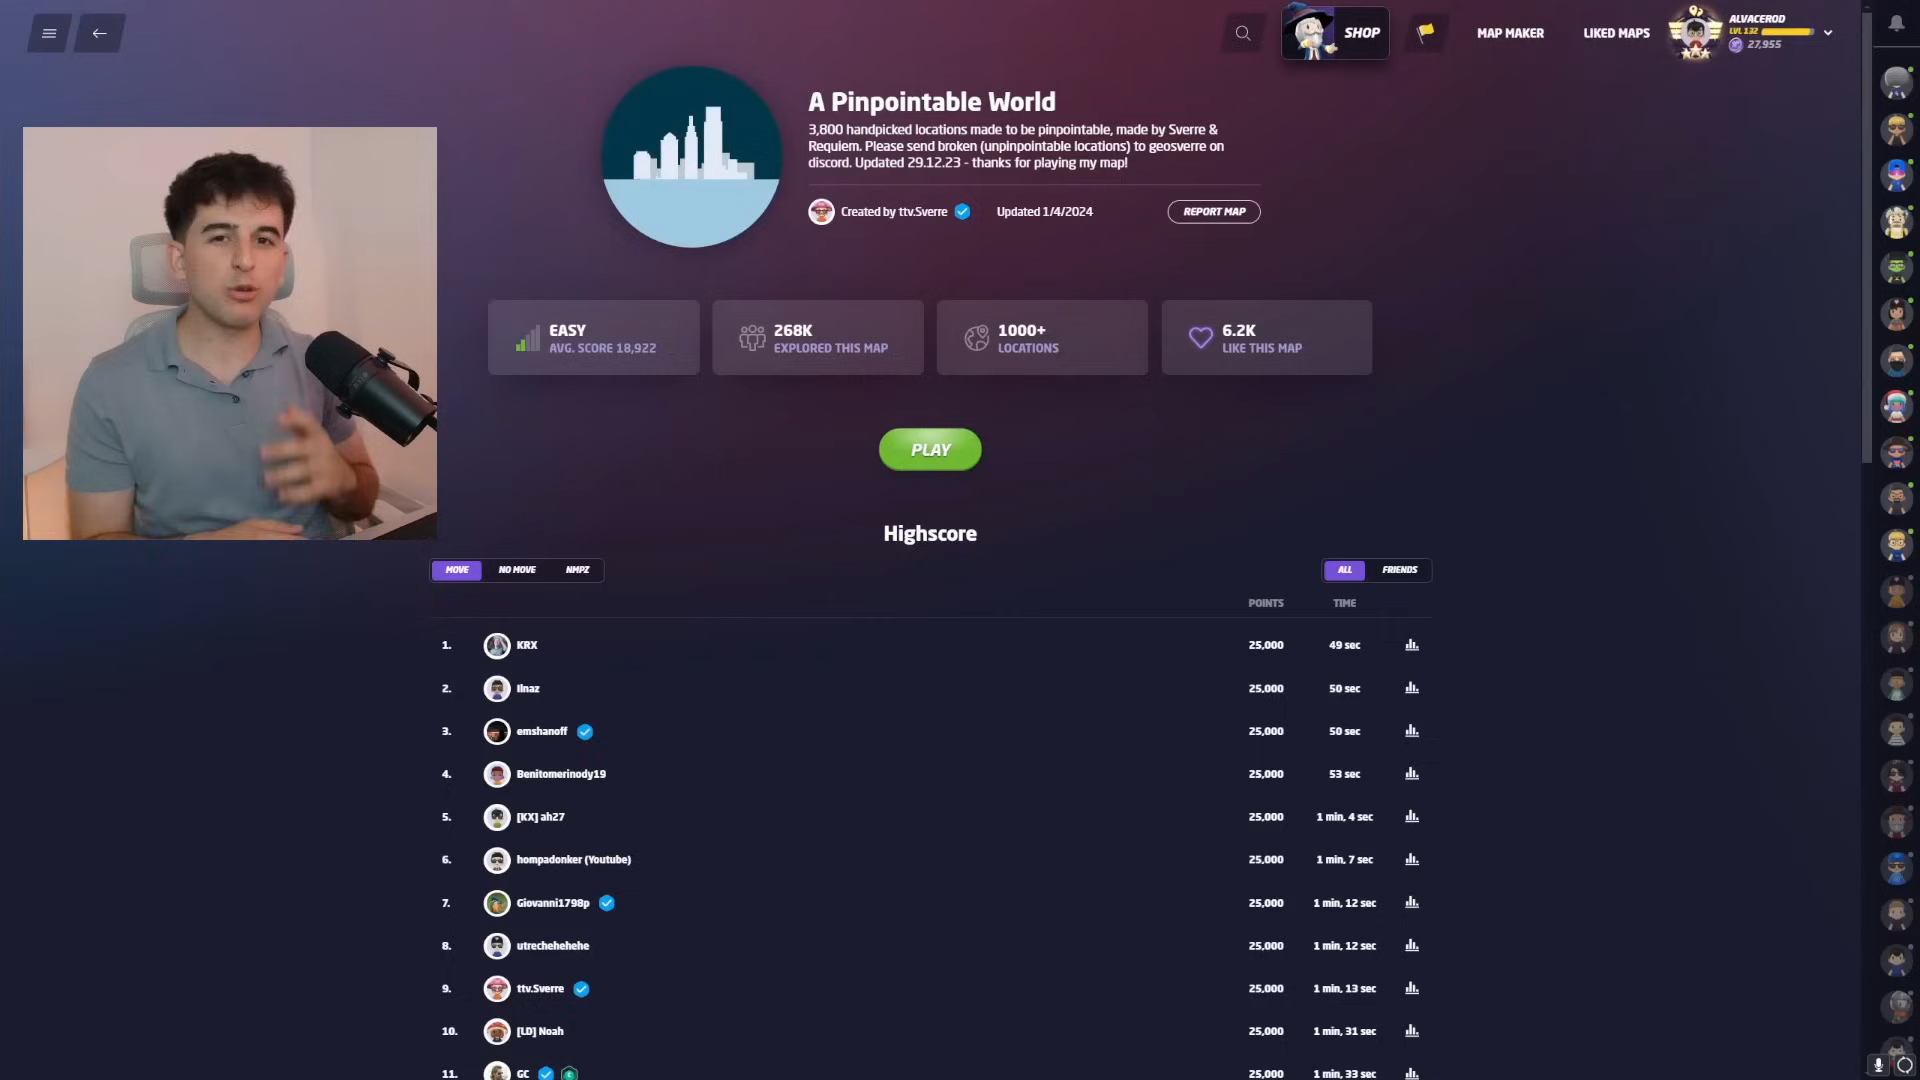 SHOP
MAP MAKER
LIKED MAPS
ALVACEROD
LVL 132
27,955
A Pinpointable World
3,800 handpicked locations made to be pinpointable, made by Sverre &
Requiem. Please send broken (unpinpointable locations) to geosverre on
discord. Updated 29.12.23 - thanks for playing my map!
Created by ttv.Sverre
Updated 1/4/2024
REPORT MAP
EASY
AVG. SCORE 18,922
268K
EXPLORED THIS MAP
1000+
LOCATIONS
6.2K
LIKE THIS MAP
PLAY
Highscore
MOVE
NO MOVE
NMPZ
ALL
FRIENDS
POINTS
TIME
1. KRX 25,000 49 sec
2. Ilnaz 25,000 50 sec
3. emshanoff 25,000 50 sec
4. Benitomerinody19 25,000 53 sec
5. [KX] ah27 25,000 1 min, 4 sec
6. hompadonker (Youtube) 25,000 1 min, 7 sec
7. Giovanni1798p 25,000 1 min, 12 sec
8. utrechehehehe 25,000 1 min, 12 sec
9. ttv.Sverre 25,000 1 min, 13 sec
10. [LD] Noah 25,000 1 min, 31 sec
11. GC 25,000 1 min, 33 sec